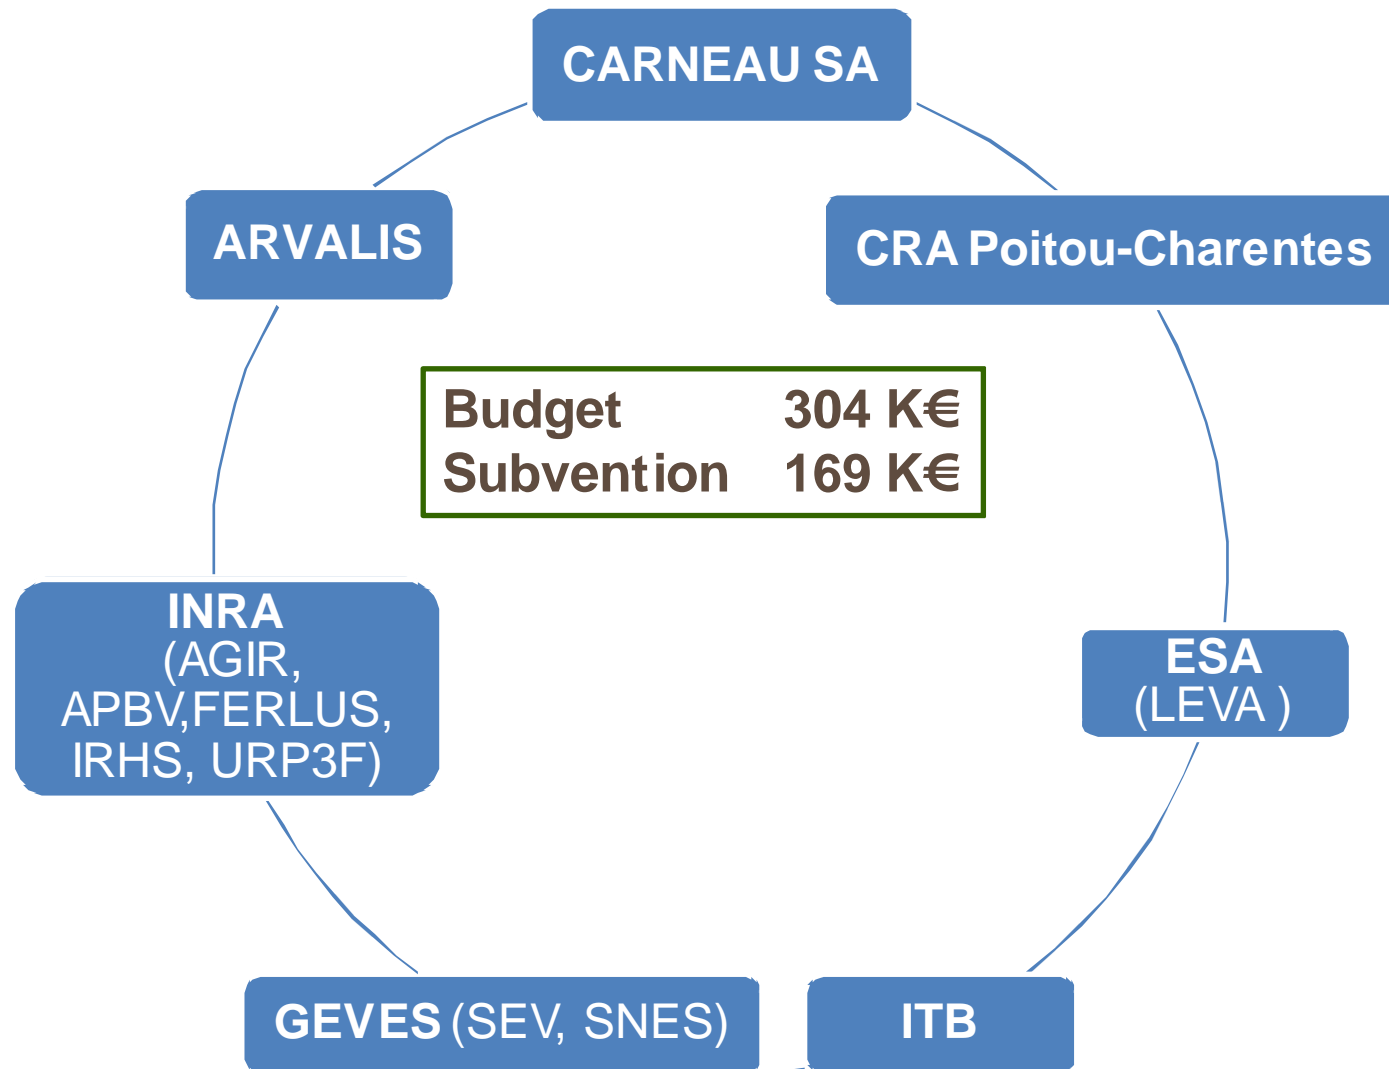 CARNEAU SA
ARVALIS
CRA Poitou-Charentes
Budget 304 K€
Subvention 169 K€
INRA
(AGIR,
APBV,FERLUS,
IRHS, URP3F)
ESA
(LEVA )
GEVES (SEV, SNES)
ITB